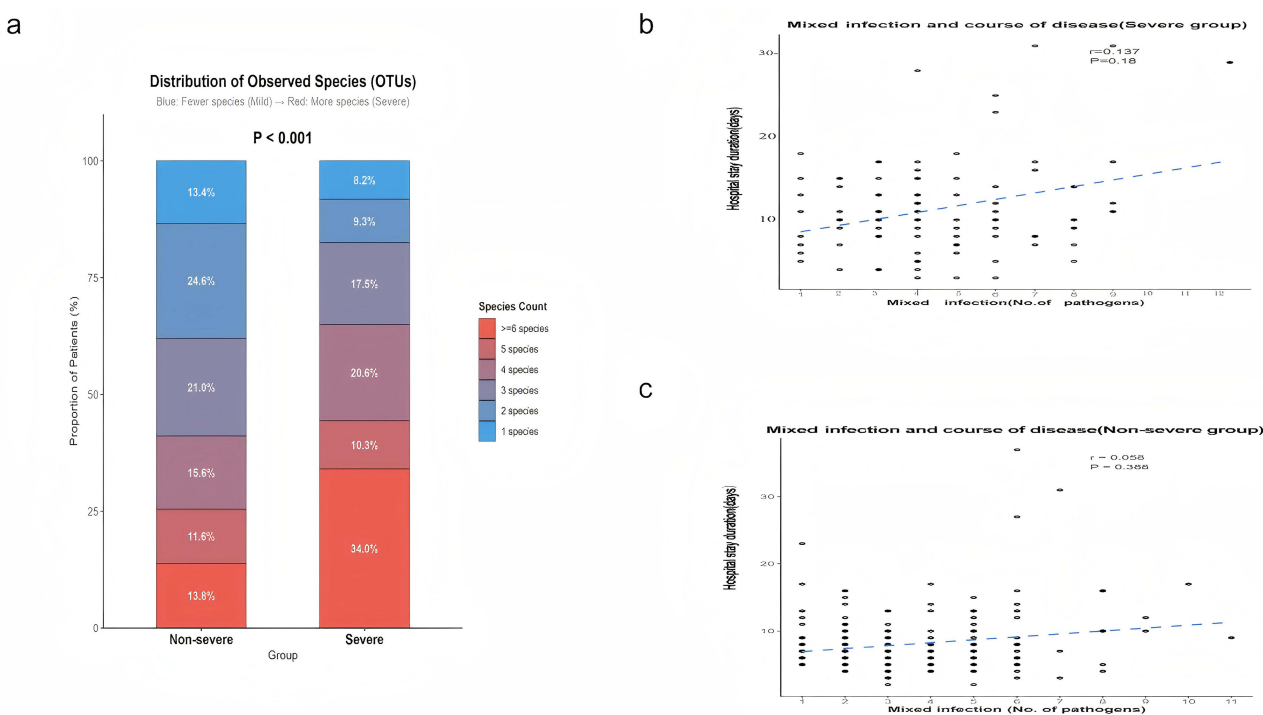 a
Distribution of Observed Species (OTUs)
Blue: Fewer species (Mild) → Red: More species (Severe)
P < 0.001
100
75
50
25
0
Proportion of Patients (%)
13.4%
24.6%
21.0%
15.6%
11.6%
13.8%
8.2%
9.3%
17.5%
20.6%
10.3%
34.0%
Non-severe
Severe
Group
Species Count
>=6 species
5 species
4 species
3 species
2 species
1 species
b
Mixed infection and course of disease(Severe group)
r=0.137
P=0.18
30
20
10
Hospital stay duration(days)
1 2 3 4 5 6 7 8 9 10 11 12
Mixed infection(No.of pathogens)
c
Mixed infection and course of disease(Non-severe group)
r = 0.058
P = 0.388
30
20
10
Hospital stay duration(days)
1 2 3 4 5 6 7 8 9 10 11
Mixed infection (No. of pathogens)